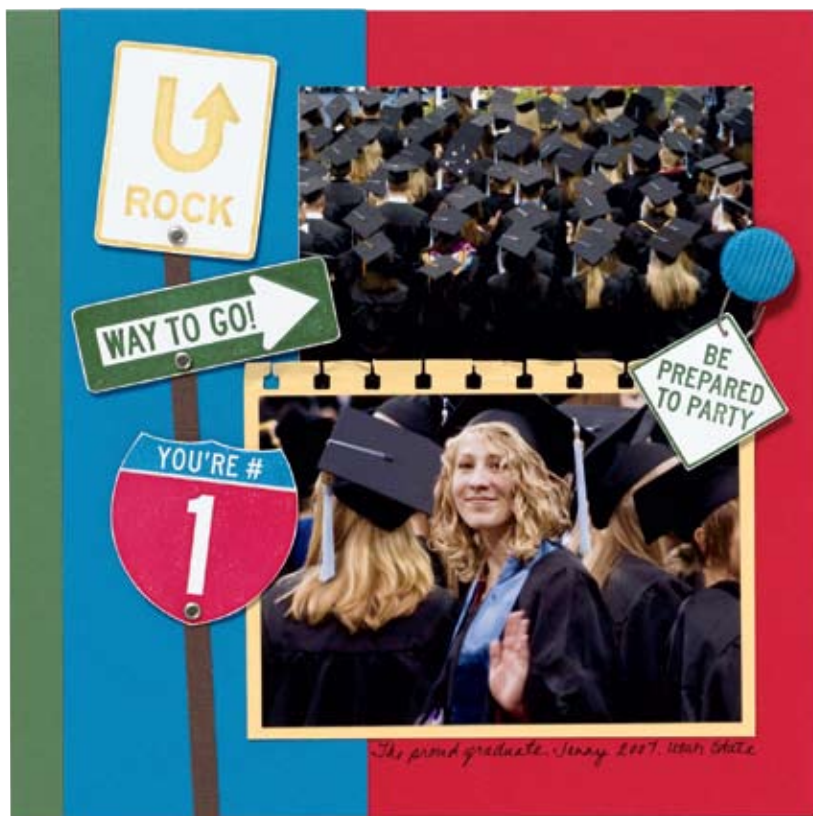 ROCK
WAY TO GO!
YOU'RE #
1
BE
PREPARED
TO PARTY
The proud graduate. Jenny 2007. Utah State